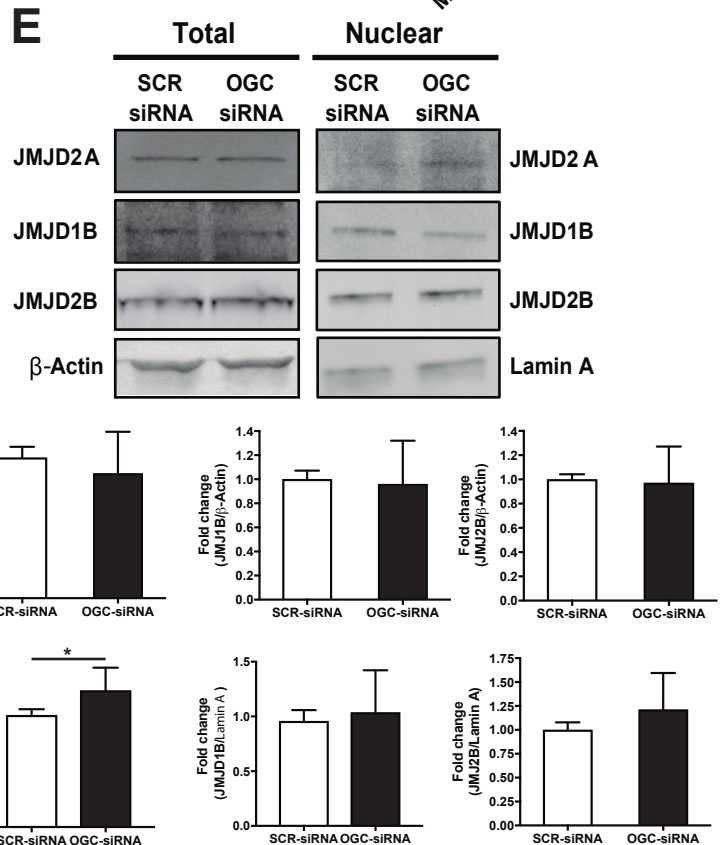 E
Total Nuclear
SCR OGC SCR OGC
siRNA siRNA siRNA siRNA
JMJD2A JMJD2 A
JMJD1B JMJD1B
JMJD2B JMJD2B
β-Actin Lamin A
CR-siRNA OGC-siRNA
Fold change
(JMJ1B/β-Actin)
1.4
1.2
1.0
0.8
0.6
0.4
0.2
0.0
SCR-siRNA OGC-siRNA
Fold change
(JMJ2B/β-Actin)
1.4
1.2
1.0
0.8
0.6
0.4
0.2
0.0
SCR-siRNA OGC-siRNA
*
SCR-siRNA OGC-siRNA
Fold change
(JMJD1B/Lamin A )
1.5
1.0
0.5
0.0
SCR-siRNA OGC-siRNA
Fold change
(JMJ2B/Lamin A)
1.75
1.50
1.25
1.00
0.75
0.50
0.25
0.00
SCR-siRNA OGC-siRNA